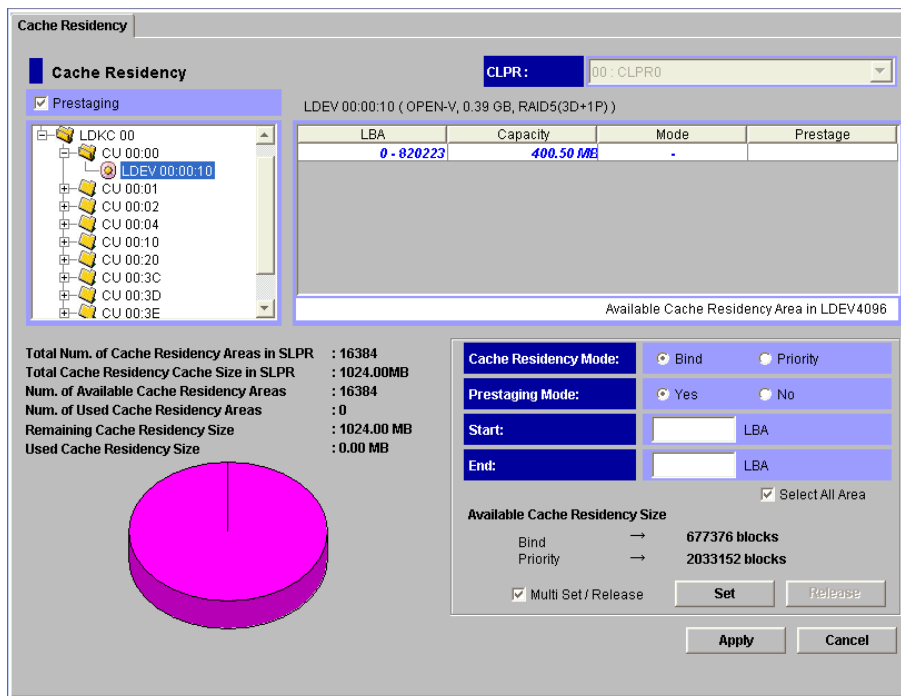 Cache Residency
Cache Residency
CLPR :
00 : CLPR0
Prestaging
LDEV 00:00:10 ( OPEN-V, 0.39 GB, RAID5(3D+1P) )
LDKC 00
CU 00:00
LDEV 00:00:10
CU 00:01
CU 00:02
CU 00:04
CU 00:10
CU 00:20
CU 00:3C
CU 00:3D
CU 00:3E
LBA Capacity Mode Prestage
0 - 820223 400.50 MB -
Available Cache Residency Area in LDEV4096
Total Num. of Cache Residency Areas in SLPR : 16384
Total Cache Residency Cache Size in SLPR : 1024.00MB
Num. of Available Cache Residency Areas : 16384
Num. of Used Cache Residency Areas : 0
Remaining Cache Residency Size : 1024.00 MB
Used Cache Residency Size : 0.00 MB
Cache Residency Mode: Bind Priority
Prestaging Mode: Yes No
Start: LBA
End: LBA
Select All Area
Available Cache Residency Size
Bind → 677376 blocks
Priority → 2033152 blocks
Multi Set / Release Set Release
Apply Cancel